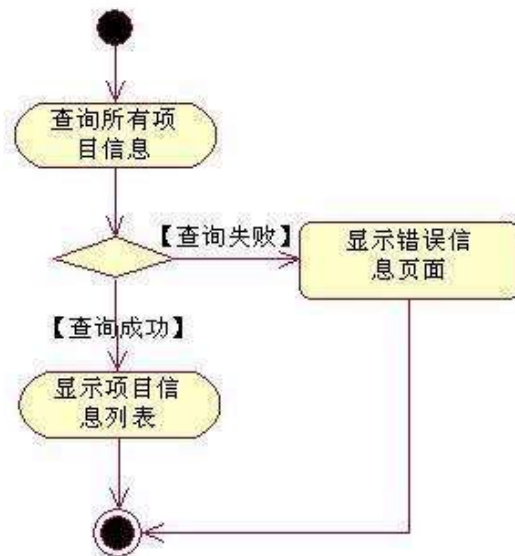 查询所有项
目信息
【查询失败】
显示错误信
息页面
【查询成功】
显示项目信
息列表